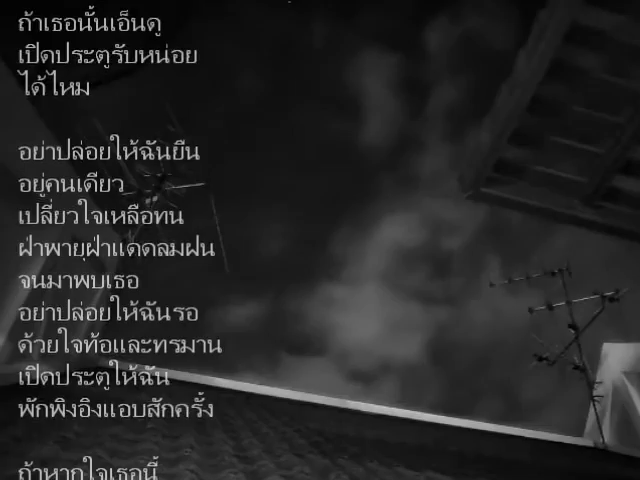 ถ้าเธอนั้นเอ็นดู
เปิดประตูรับหน่อย
ได้ไหม
อย่าปล่อยให้ฉันยืน
อยู่คนเดียว
เปลี่ยวใจเหลือทน
ฝ่าพายุฝ่าแดดลมฝน
จนมาพบเธอ
อย่าปล่อยให้ฉันรอ
ด้วยใจท้อและทรมาน
เปิดประตูให้ฉัน
พักพิงอิงแอบสักครั้ง
ถ้าหากใจเธอนี้